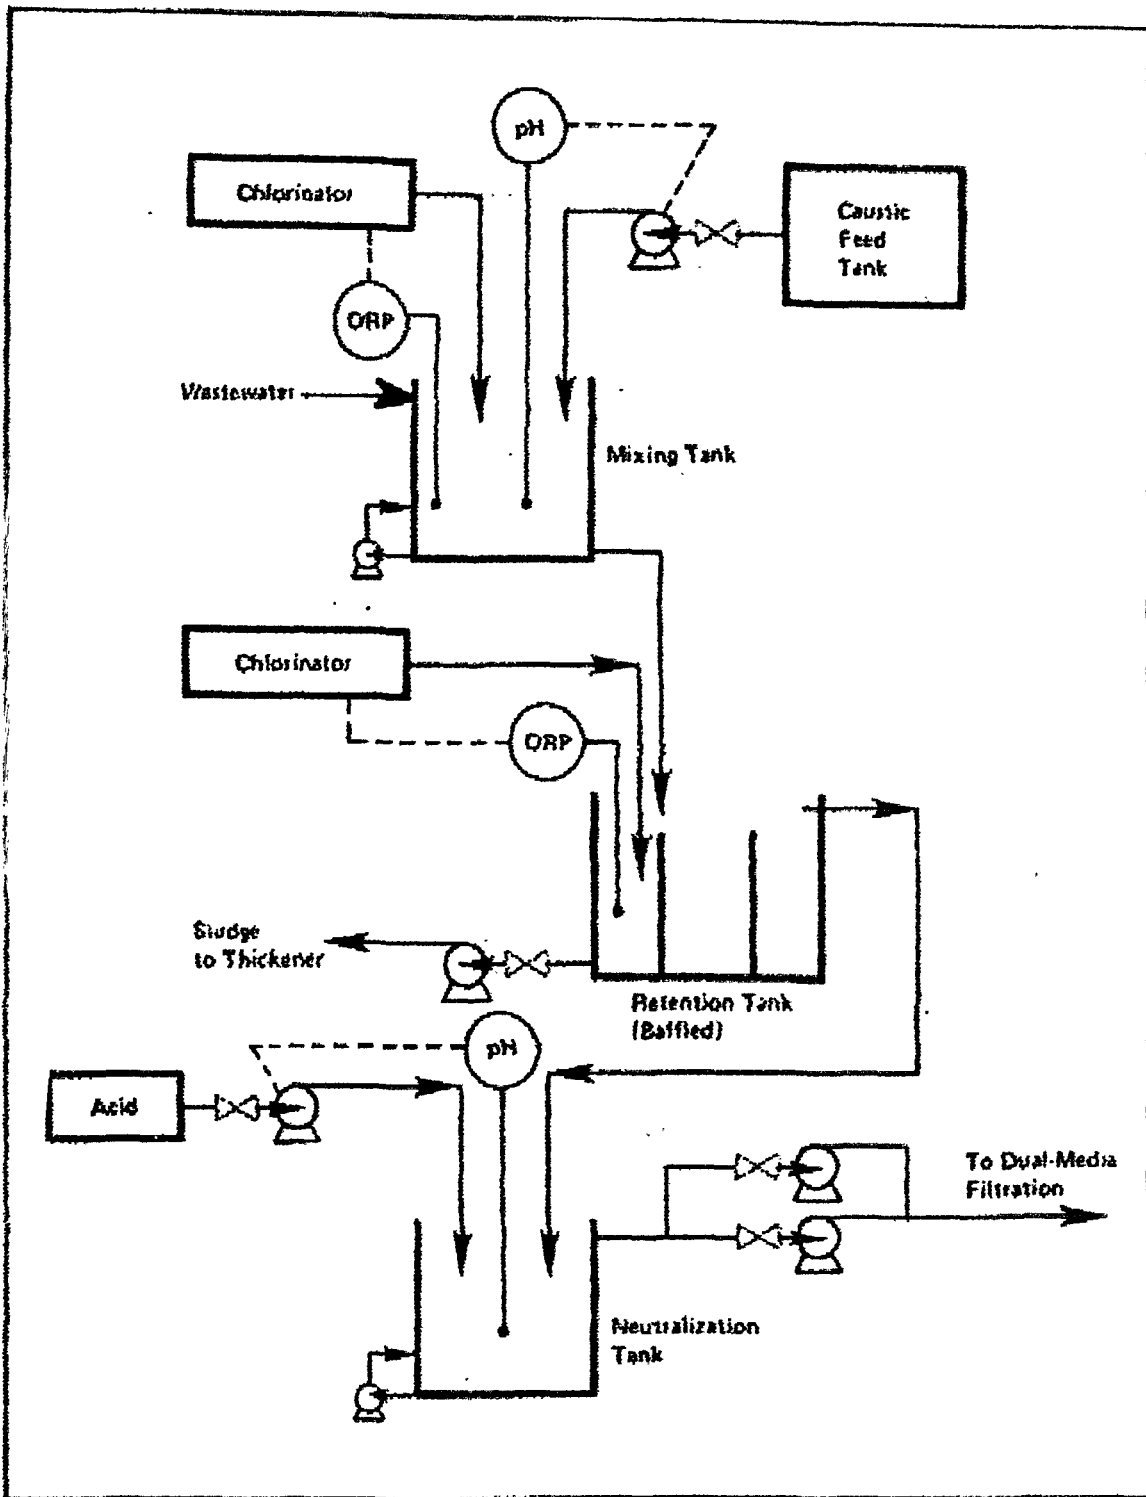 pH
Chlorinator
Caustic
Feed
Tank
ORP
Wastewater
Mixing Tank
Chlorinator
ORP
Sludge
to Thickener
Retention Tank
(Baffled)
pH
Acid
To Dual-Media
Filtration
Neutralization
Tank